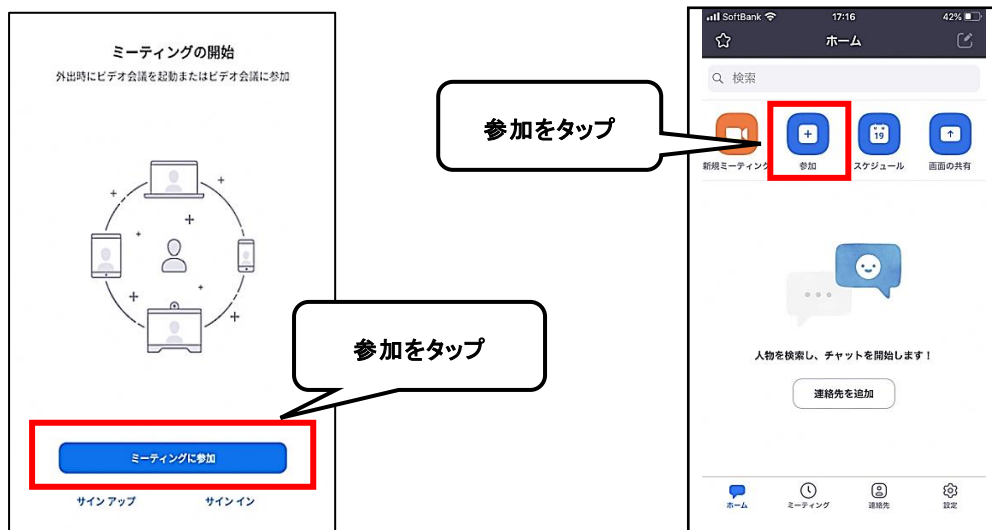 ミーティングの開始
外出時にビデオ会議を起動またはビデオ会議に参加
参加をタップ
ミーティングに参加
サインアップ
サインイン
参加をタップ
SoftBank
17:16
42%
ホーム
検索
19
新規ミーティング
参加
スケジュール
画面の共有
人物を検索し、チャットを開始します！
連絡先を追加
ホーム
ミーティング
連絡先
設定